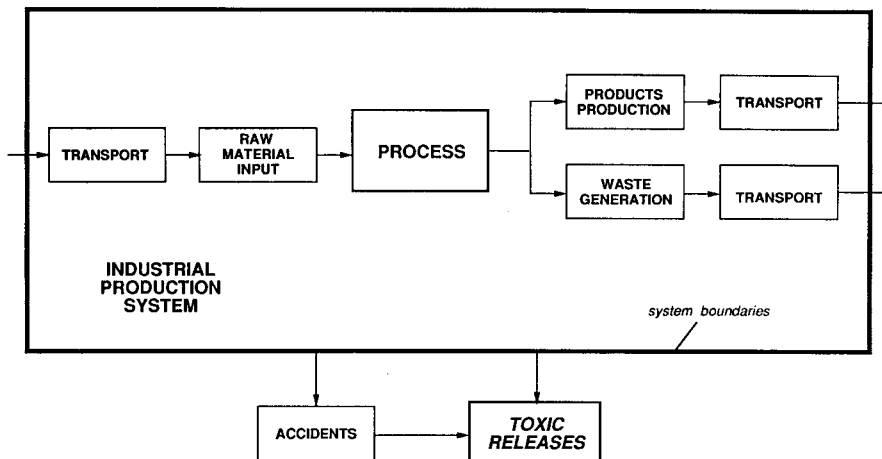 PRODUCTS
PRODUCTION
TRANSPORT
TRANSPORT
RAW
MATERIAL
INPUT
PROCESS
WASTE
GENERATION
TRANSPORT
INDUSTRIAL
PRODUCTION
SYSTEM
system boundaries
ACCIDENTS
TOXIC
RELEASES